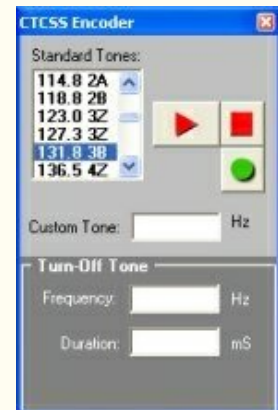 CTCSS Encoder
Standard Tones:
114.8 2A
118.8 2B
123.0 3Z
127.3 3Z
131.8 3B
136.5 4Z
Custom Tone: Hz
Turn-Off Tone
Frequency: Hz
Duration: mS